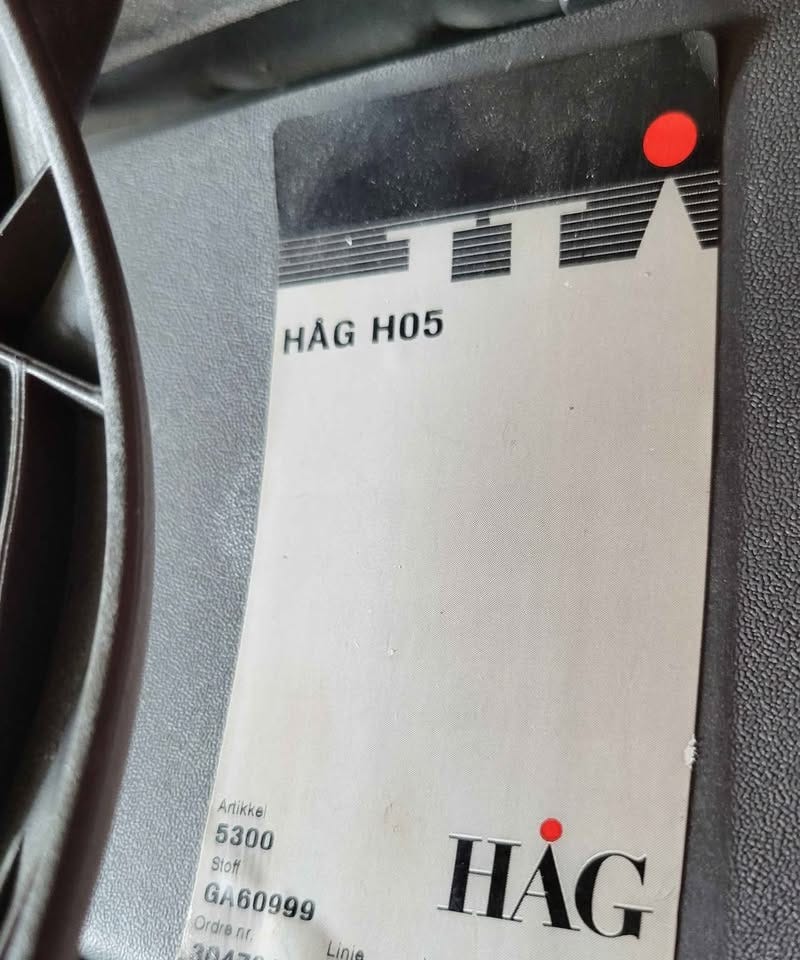 HÅG H05
Artikkel
5300
Stoff
GA60999
HÅG
Ordre nr.
Linje